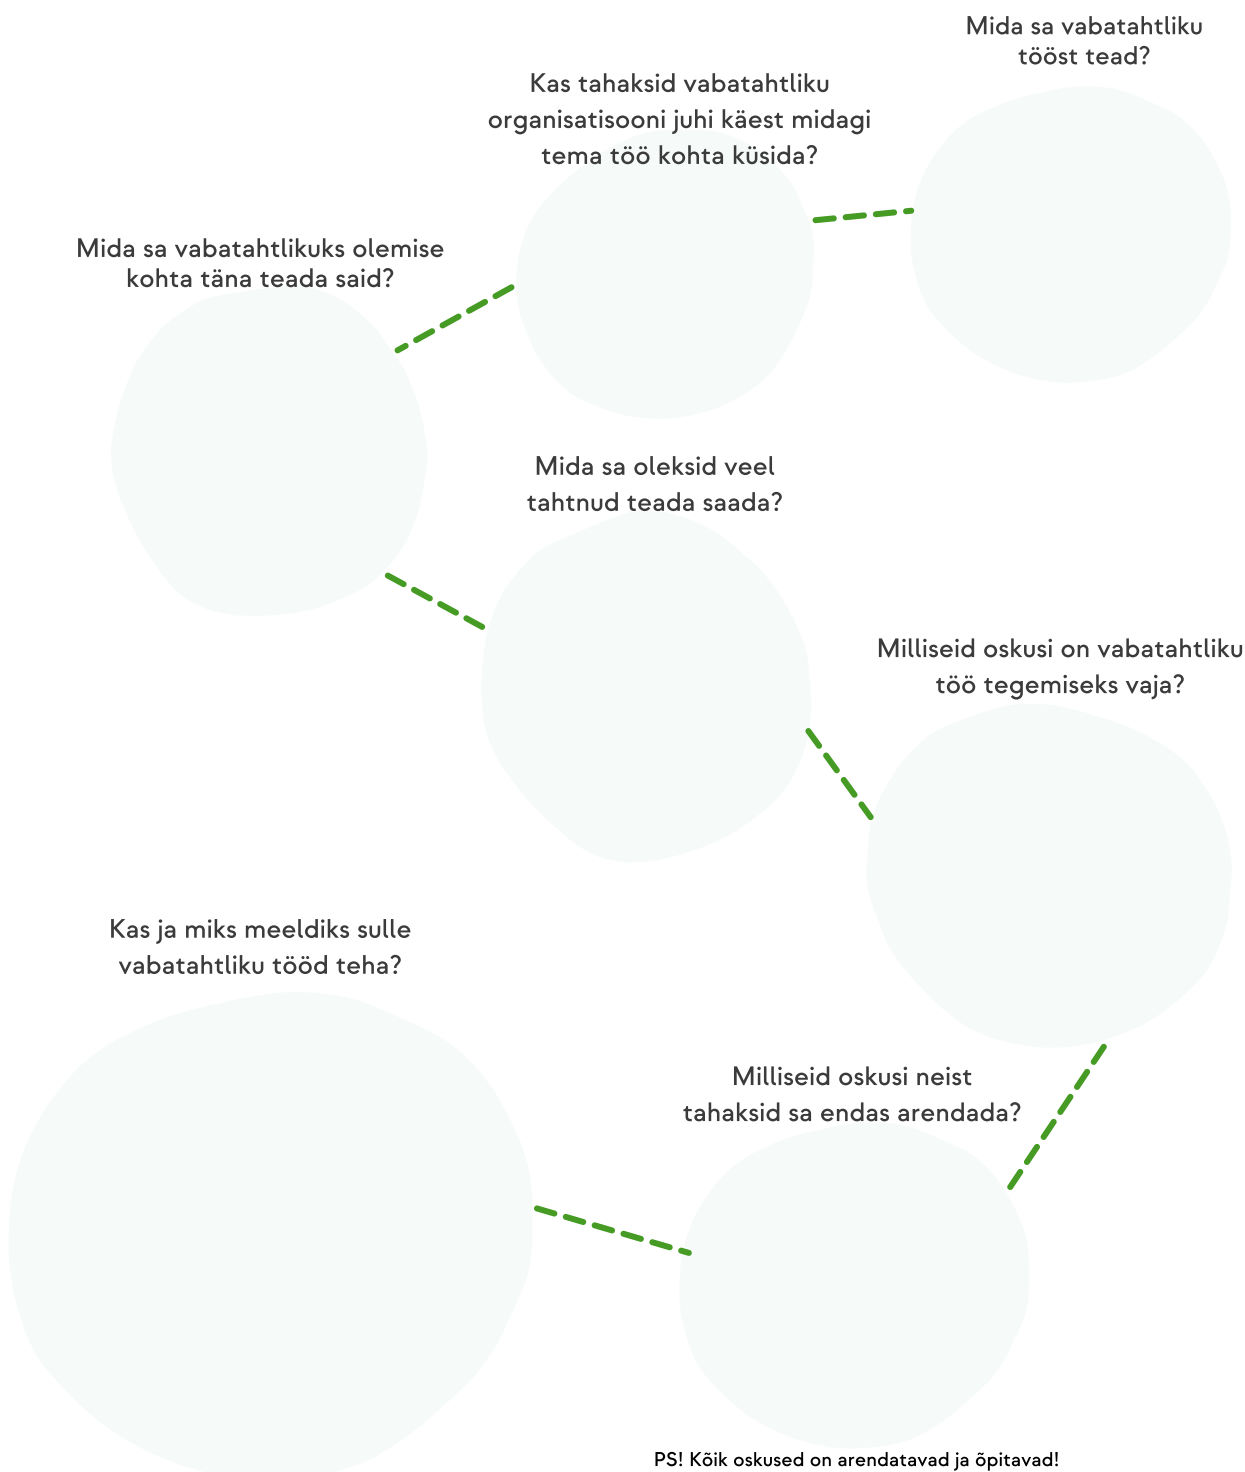 Mida sa vabatahtliku
tööst tead?
Kas tahaksid vabatahtliku
organisatisooni juhi käest midagi
tema töö kohta küsida?
Mida sa vabatahtlikuks olemise
kohta täna teada said?
Mida sa oleksid veel
tahtnud teada saada?
Milliseid oskusi on vabatahtliku
töö tegemiseks vaja?
Milliseid oskusi neist
tahaksid sa endas arendada?
Kas ja miks meeldiks sulle
vabatahtliku tööd teha?
PS! Kõik oskused on arendatavad ja õpitavad!